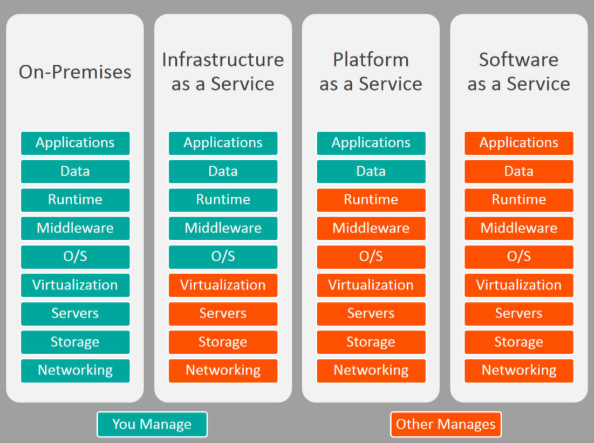 On-Premises
Applications
Data
Runtime
Middleware
O/S
Virtualization
Servers
Storage
Networking
Infrastructure
as a Service
Applications
Data
Runtime
Middleware
O/S
Virtualization
Servers
Storage
Networking
Platform
as a Service
Applications
Data
Runtime
Middleware
O/S
Virtualization
Servers
Storage
Networking
Software
as a Service
Applications
Data
Runtime
Middleware
O/S
Virtualization
Servers
Storage
Networking
You Manage
Other Manages